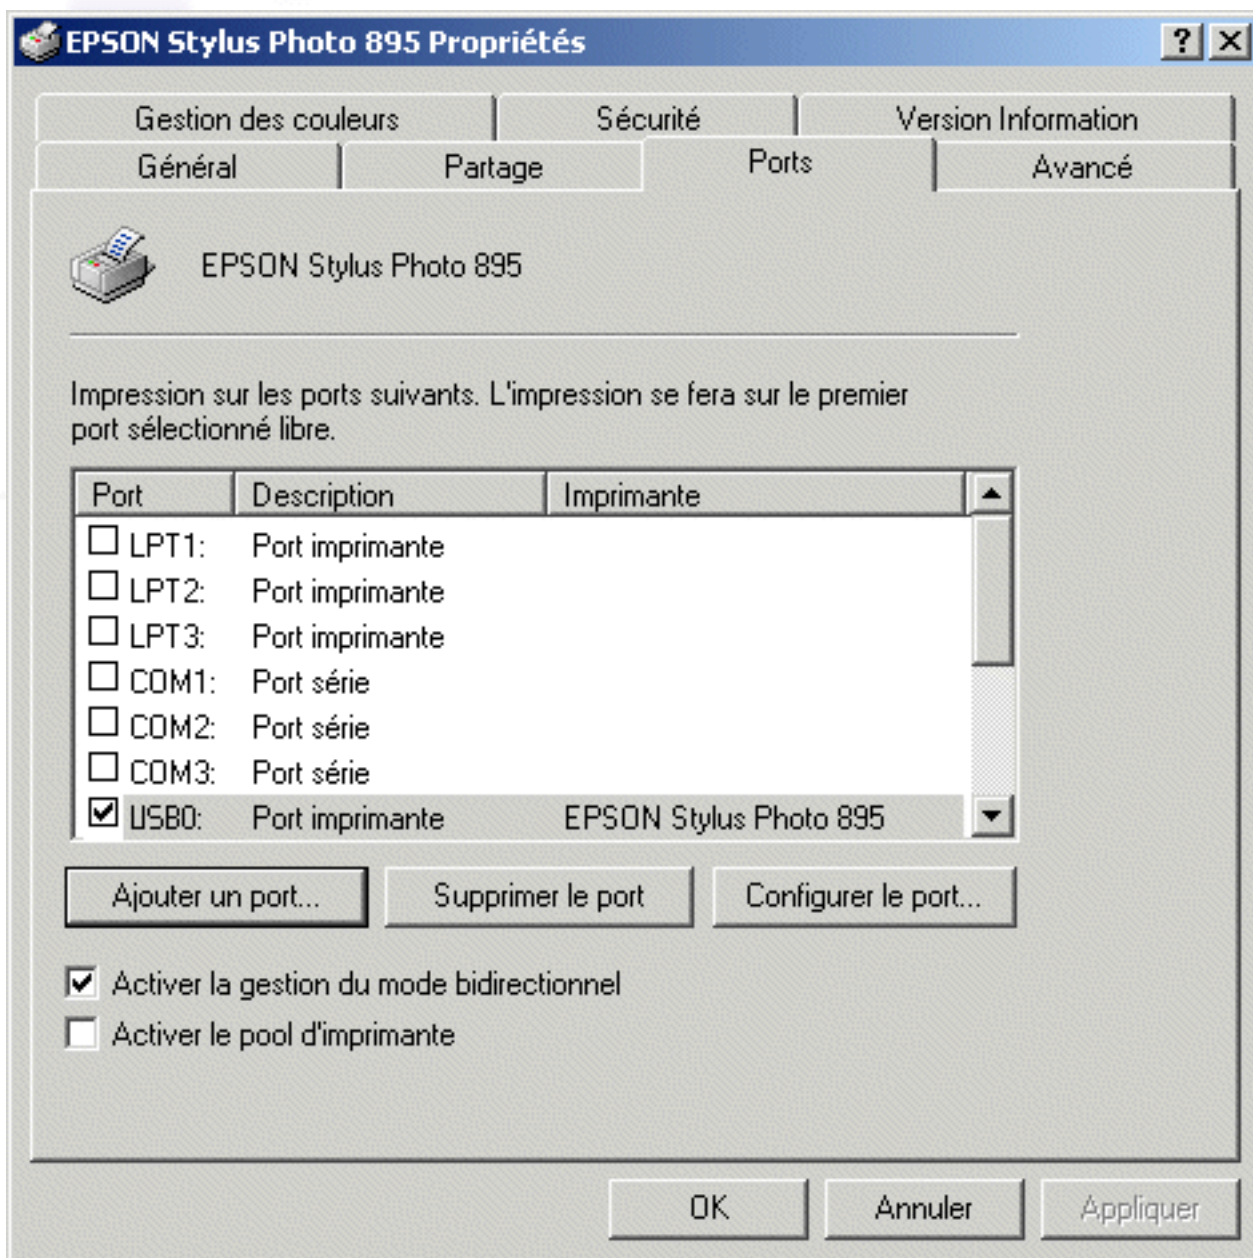 EPSON Stylus Photo 895 Propriétés
Gestion des couleurs Sécurité Version Information
Général Partage Ports Avancé
EPSON Stylus Photo 895
Impression sur les ports suivants. L'impression se fera sur le premier
port sélectionné libre.
Port Description Imprimante
LPT1: Port imprimante
LPT2: Port imprimante
LPT3: Port imprimante
COM1: Port série
COM2: Port série
COM3: Port série
USB0: Port imprimante EPSON Stylus Photo 895
Ajouter un port... Supprimer le port Configurer le port...
Activer la gestion du mode bidirectionnel
Activer le pool d'imprimante
OK Annuler Appliquer